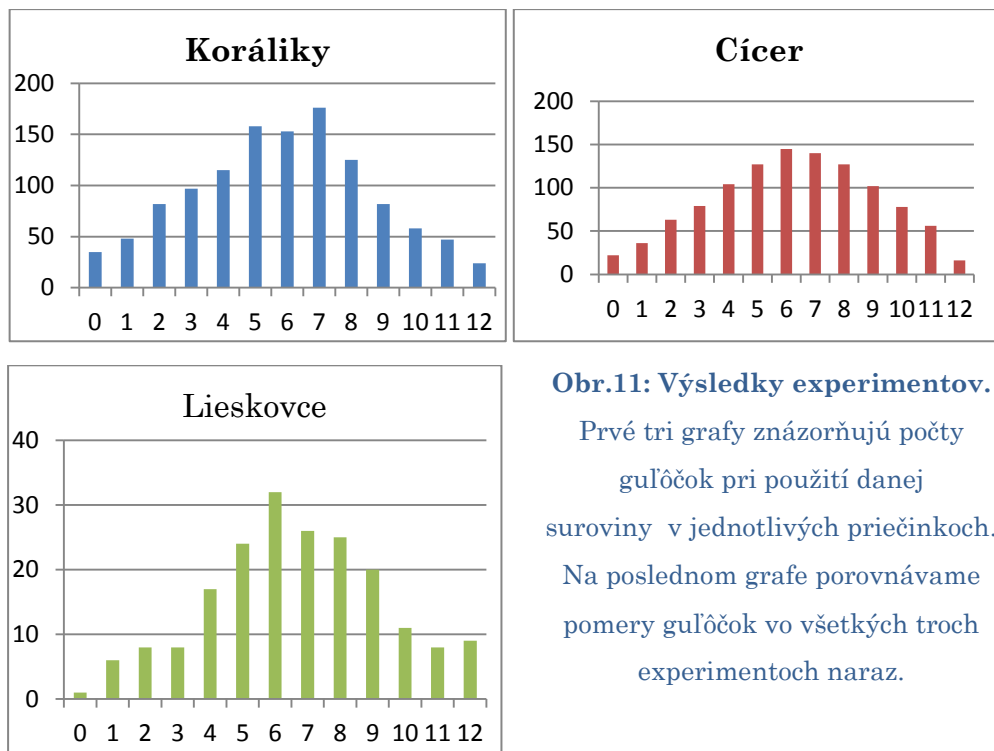 Koráliky
200
150
100
50
0
0 1 2 3 4 5 6 7 8 9 10 11 12
Cícer
200
150
100
50
0
0 1 2 3 4 5 6 7 8 9 10 11 12
Lieskovce
40
30
20
10
0
0 1 2 3 4 5 6 7 8 9 10 11 12
Obr.11: Výsledky experimentov.
Prvé tri grafy znázorňujú počty
guľôčok pri použití danej
suroviny v jednotlivých priečinkoch.
Na poslednom grafe porovnávame
pomery guľôčok vo všetkých troch
experimentoch naraz.